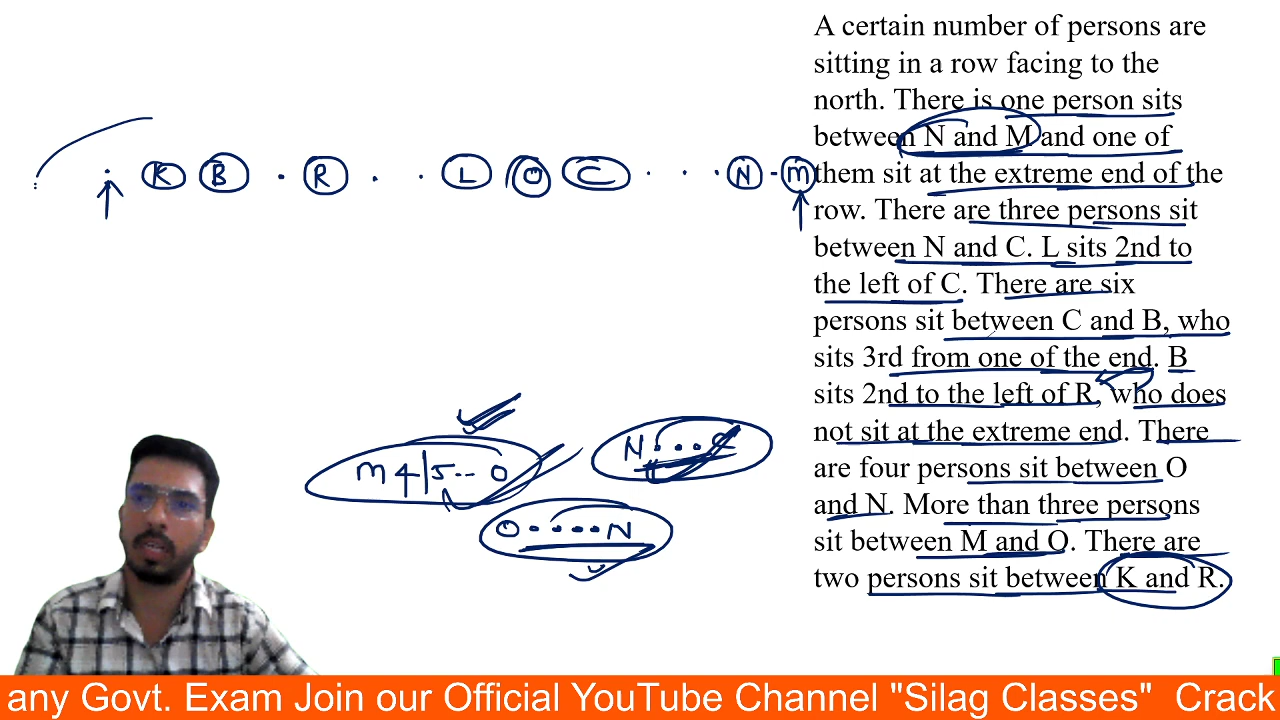 A certain number of persons are
sitting in a row facing to the
north. There is one person sits
between N and M and one of
them sit at the extreme end of the
row. There are three persons sit
between N and C. L sits 2nd to
the left of C. There are six
persons sit between C and B, who
sits 3rd from one of the end. B
sits 2nd to the left of R, who does
not sit at the extreme end. There
are four persons sit between O
and N. More than three persons
sit between M and O. There are
two persons sit between K and R.
. K B . R . . L O C . . . N . m
m 4|5... O
N...C
O....N
any Govt. Exam Join our Official YouTube Channel "Silag Classes" Crack